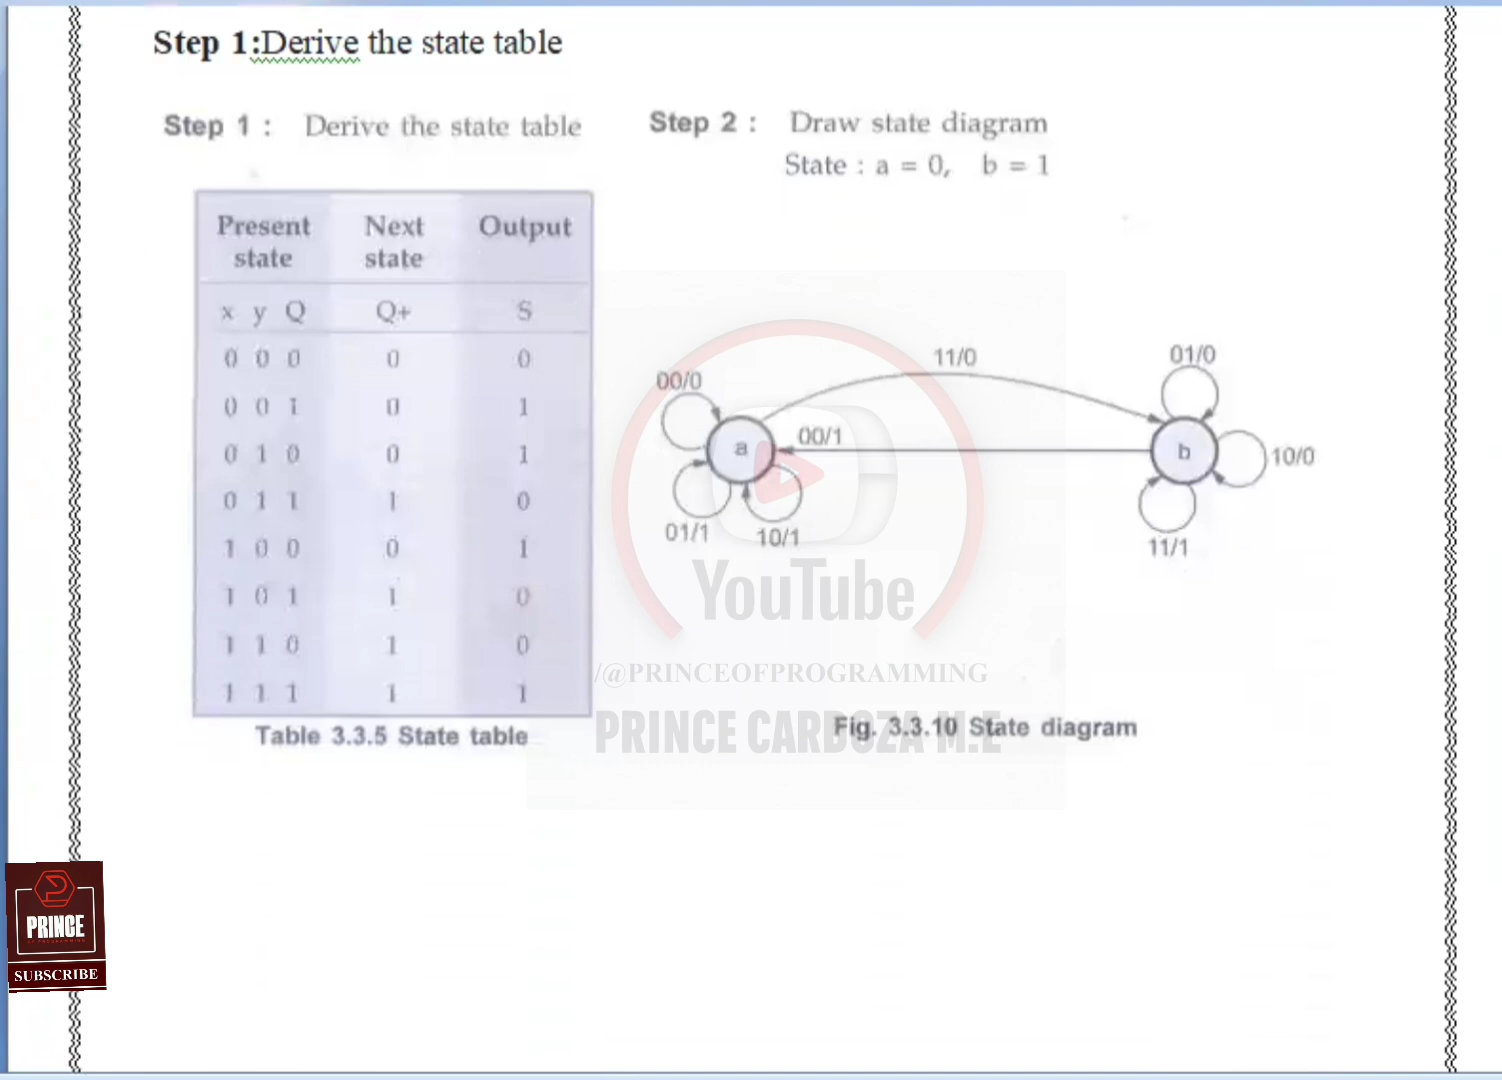 Step 1:Derive the state table
Step 1 : Derive the state table
Present state Next state Output
x y Q Q+ S
0 0 0 0 0
0 0 1 0 1
0 1 0 0 1
0 1 1 1 0
1 0 0 0 1
1 0 1 1 0
1 1 0 1 0
1 1 1 1 1
Table 3.3.5 State table
Step 2 : Draw state diagram
State : a = 0, b = 1
00/0
11/0
01/0
a
00/1
b
10/0
01/1
10/1
11/1
Fig. 3.3.10 State diagram
YouTube
/@PRINCEOFPROGRAMMING
PRINCE CARDOZA M.E
PRINCE
SUBSCRIBE